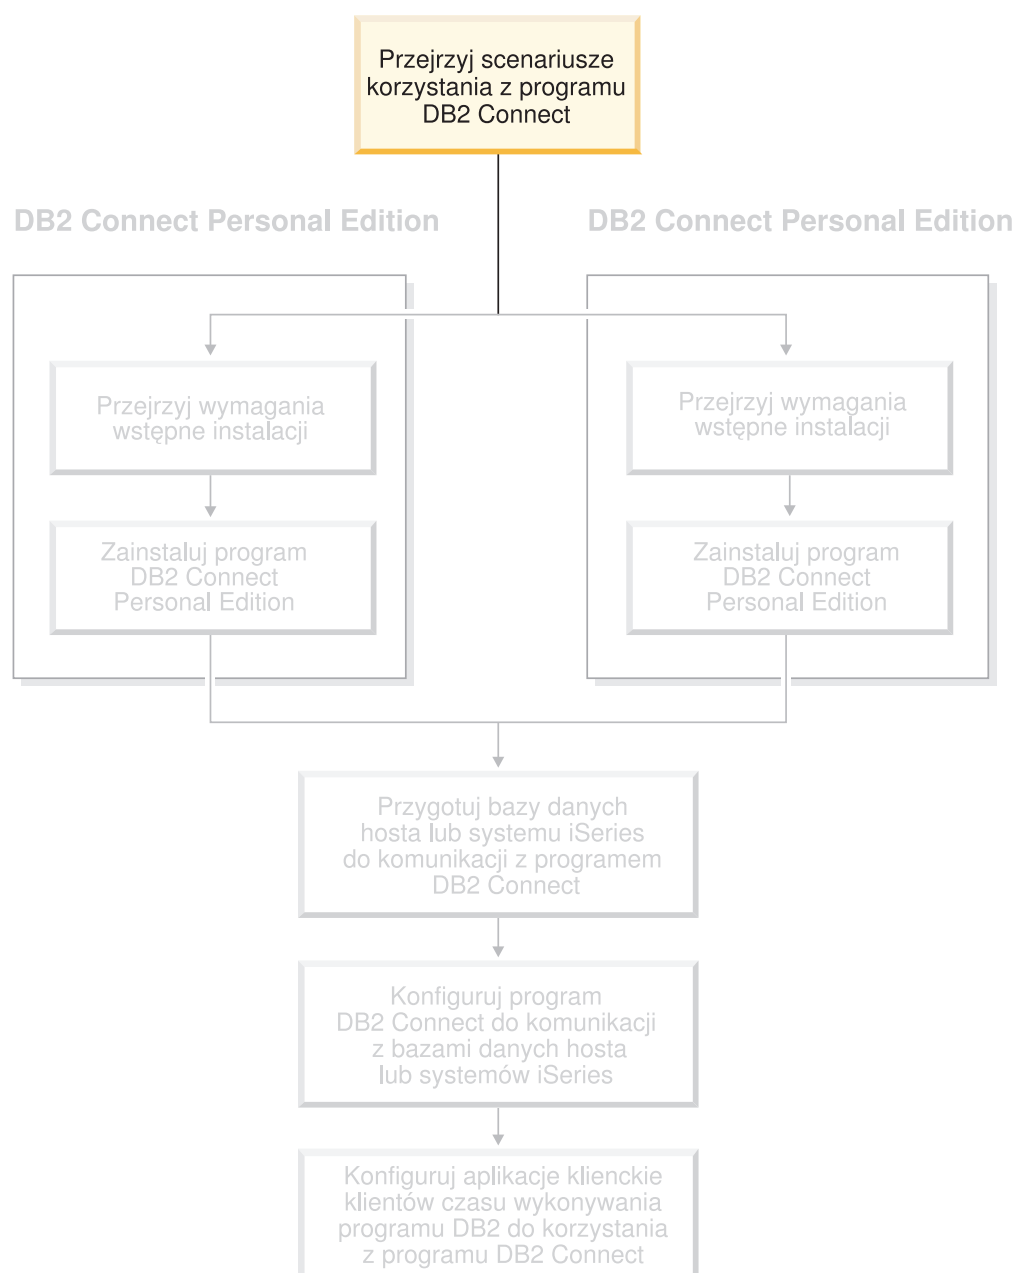 Przejrzyj scenariusze
korzystania z programu
DB2 Connect
DB2 Connect Personal Edition
DB2 Connect Personal Edition
Przejrzyj wymagania
wstępne instalacji
Przejrzyj wymagania
wstępne instalacji
Zainstaluj program
DB2 Connect
Personal Edition
Zainstaluj program
DB2 Connect
Personal Edition
Przygotuj bazy danych
hosta lub systemu iSeries
do komunikacji z programem
DB2 Connect
Konfiguruj program
DB2 Connect do komunikacji
z bazami danych hosta
lub systemów iSeries
Konfiguruj aplikacje klienckie
klientów czasu wykonywania
programu DB2 do korzystania
z programu DB2 Connect